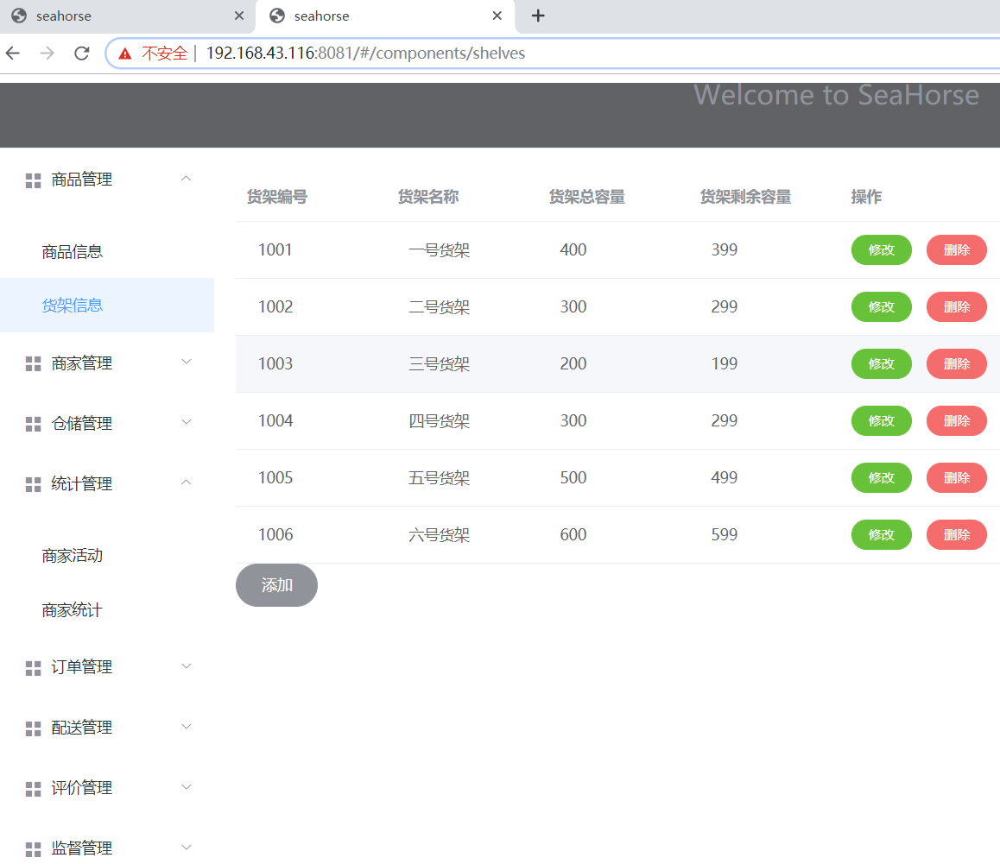 seahorse
seahorse
不安全 | 192.168.43.116:8081/#/components/shelves
Welcome to SeaHorse
商品管理
商品信息
货架信息
商家管理
仓储管理
统计管理
商家活动
商家统计
订单管理
配送管理
评价管理
监督管理
货架编号 货架名称 货架总容量 货架剩余容量 操作
1001 一号货架 400 399 修改 删除
1002 二号货架 300 299 修改 删除
1003 三号货架 200 199 修改 删除
1004 四号货架 300 299 修改 删除
1005 五号货架 500 499 修改 删除
1006 六号货架 600 599 修改 删除
添加